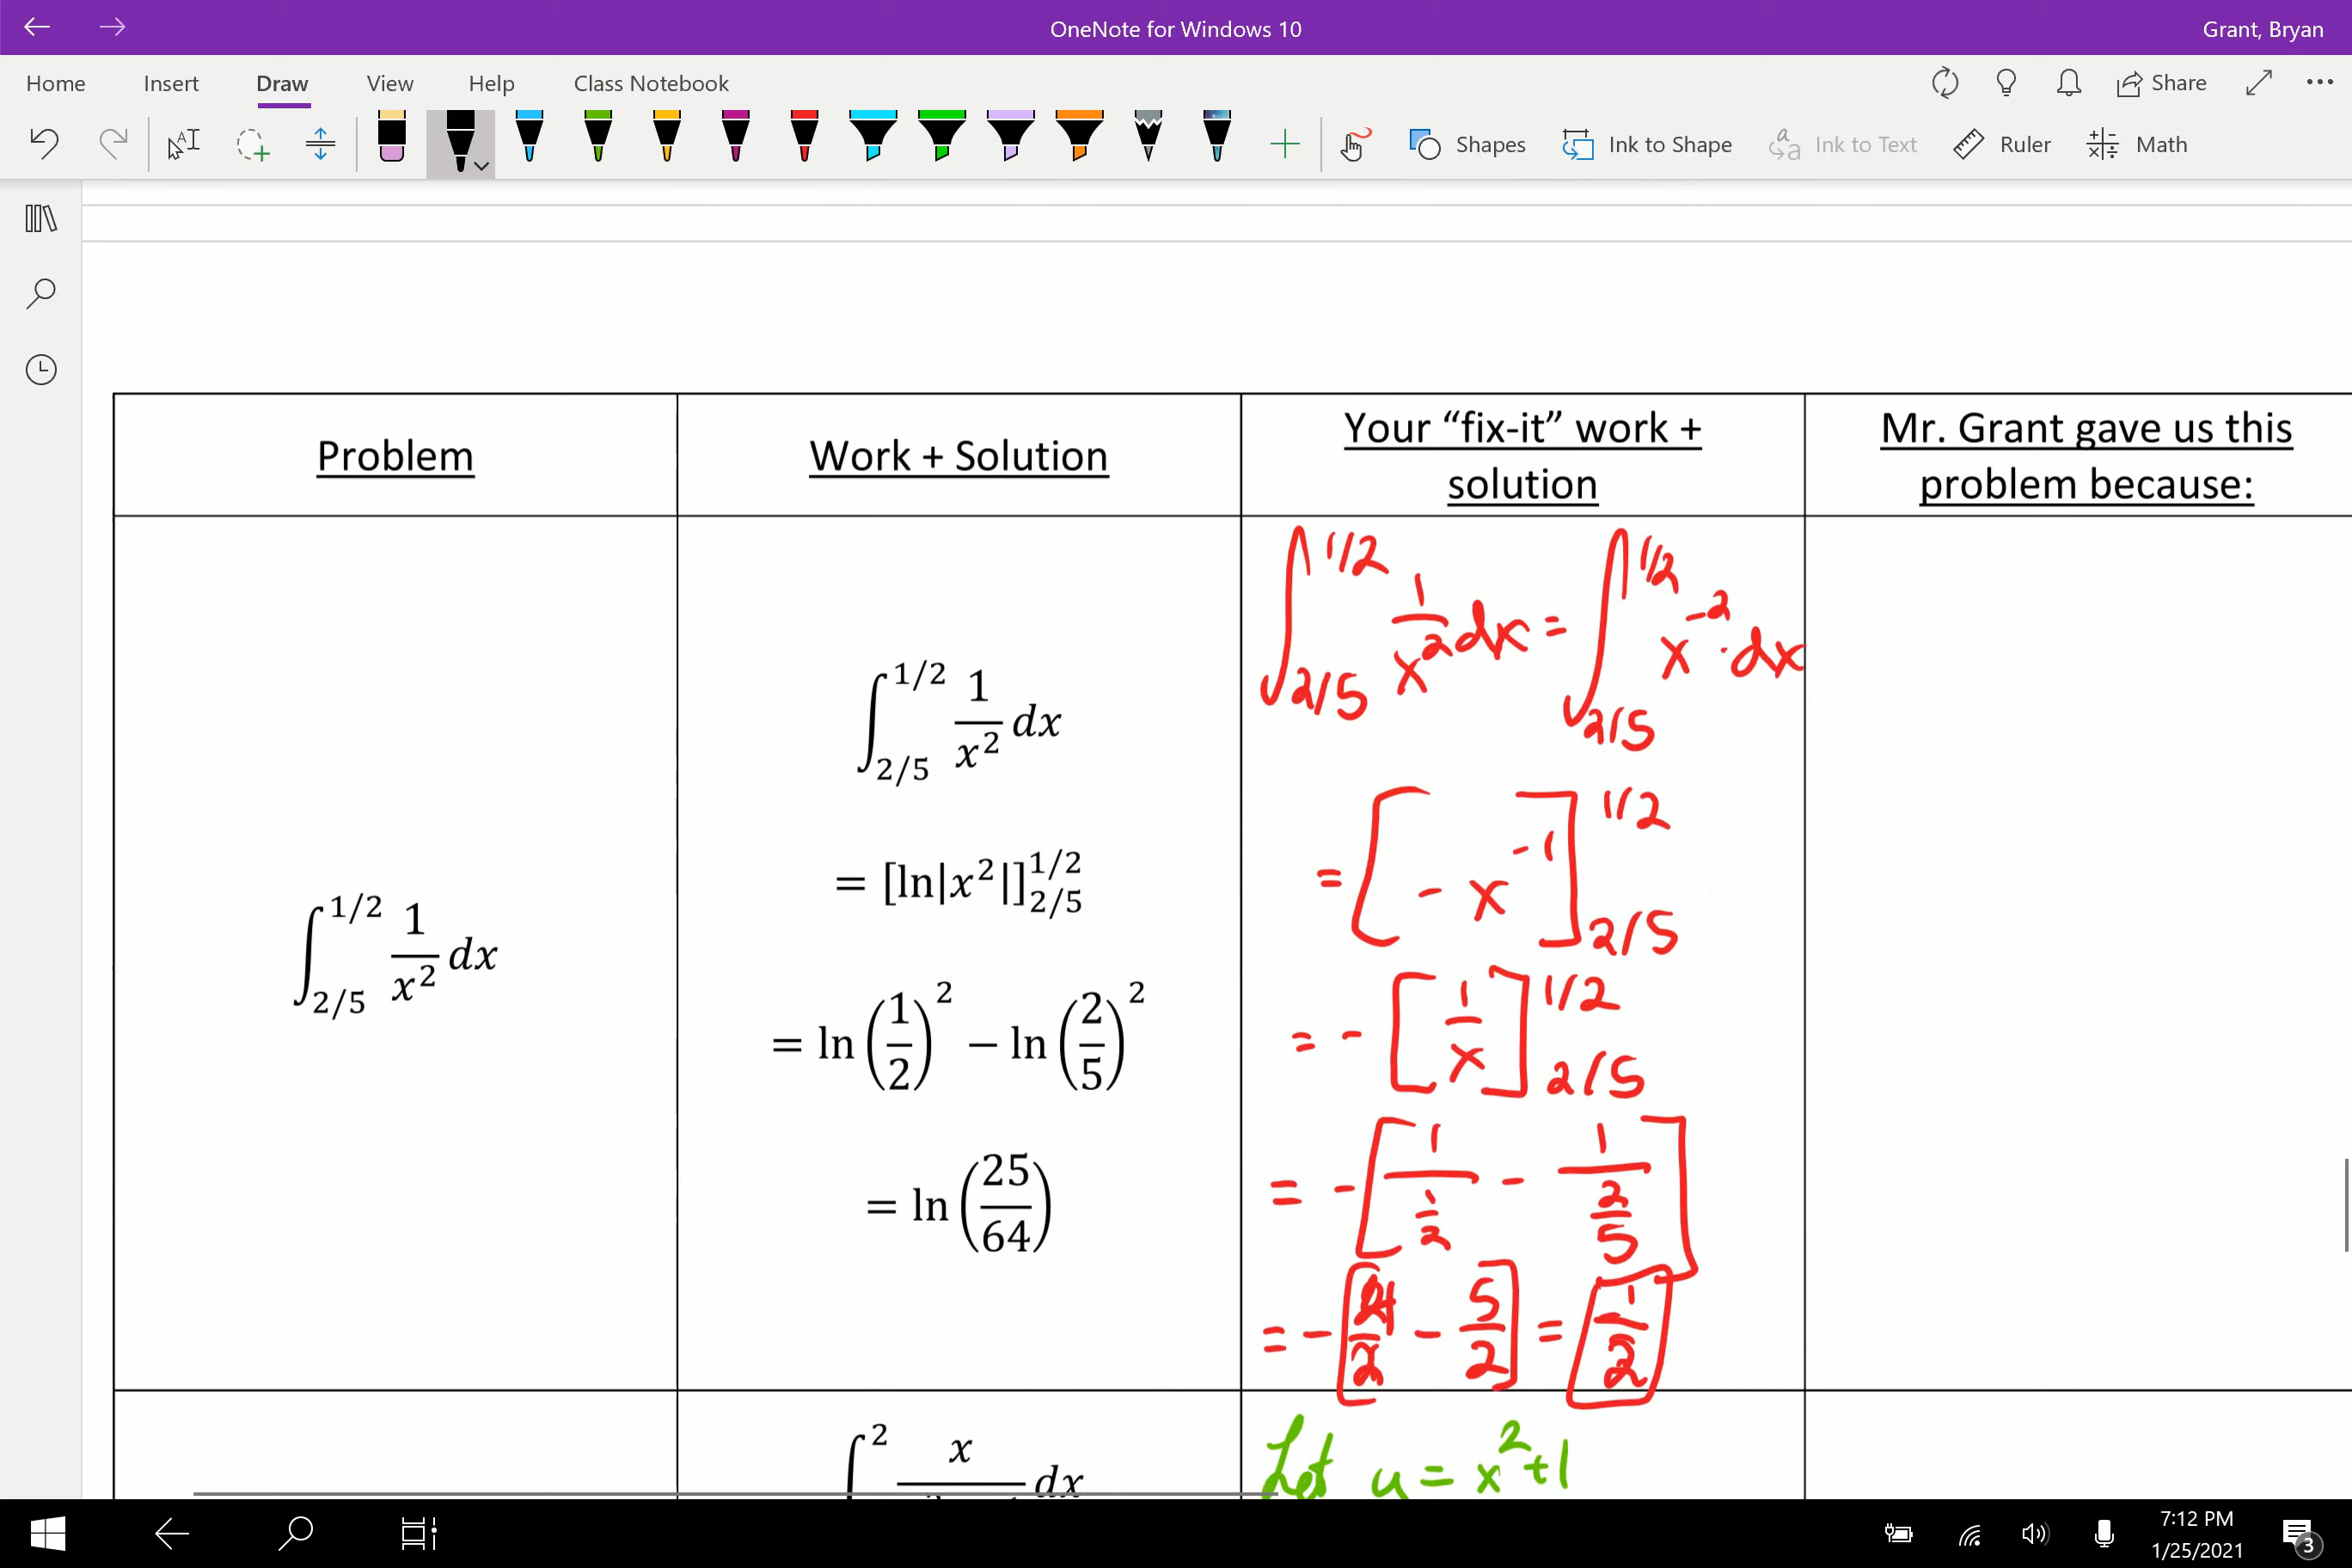 OneNote for Windows 10
Grant, Bryan
Home Insert Draw View Help Class Notebook
Share
Shapes Ink to Shape Ink to Text Ruler Math
Problem
Work + Solution
Your “fix-it” work +
solution
Mr. Grant gave us this
problem because:
∫_{2/5}^{1/2} 1/x² dx
∫_{2/5}^{1/2} 1/x² dx
= [ln|x²|]_{2/5}^{1/2}
= ln(1/2)² − ln(2/5)²
= ln(25/64)
∫_{2/5}^{1/2} 1/x² dx = ∫_{2/5}^{1/2} x⁻² · dx
= [-x⁻¹]_{2/5}^{1/2}
= -[1/x]_{2/5}^{1/2}
= -[1/(1/2) - 1/(2/5)]
= -[4/2 - 5/2] = 1/2
∫² x dx
Let u = x² + 1
7:12 PM
1/25/2021
3